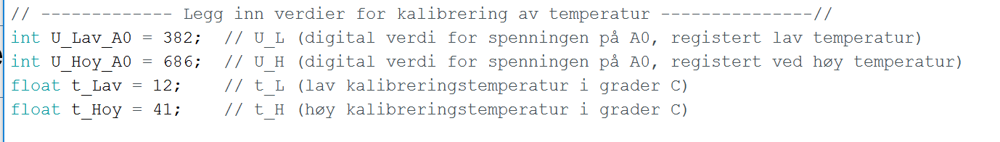 // ------------- Legg inn verdier for kalibrering av temperatur ---------------//
int U_Lav_A0 = 382;  // U_L (digital verdi for spenningen på A0, registert lav temperatur)
int U_Hoy_A0 = 686;  // U_H (digital verdi for spenningen på A0, registert ved høy temperatur)
float t_Lav = 12;    // t_L (lav kalibreringstemperatur i grader C)
float t_Hoy = 41;    // t_H (høy kalibreringstemperatur i grader C)